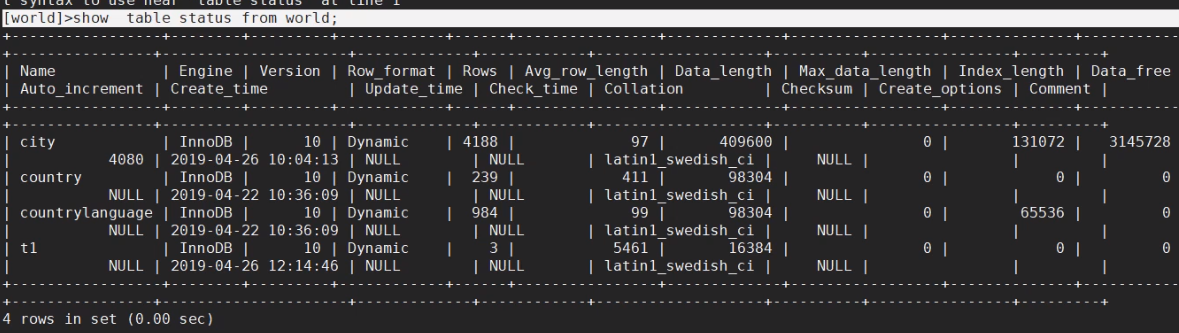 t syntax to use near 'table status' at line 1
[world]>show  table status from world;
+-----------------+--------+---------+------------+------+----------------+-------------+-----------------+--------------+-----------
+----------------+---------------------+-------------+------------+-------------------+----------+----------------+---------+
| Name            | Engine | Version | Row_format | Rows | Avg_row_length | Data_length | Max_data_length | Index_length | Data_free
| Auto_increment | Create_time         | Update_time | Check_time | Collation         | Checksum | Create_options | Comment |
+-----------------+--------+---------+------------+------+----------------+-------------+-----------------+--------------+-----------
+----------------+---------------------+-------------+------------+-------------------+----------+----------------+---------+
| city            | InnoDB |      10 | Dynamic    | 4188 |             97 |      409600 |               0 |       131072 |   3145728
|           4080 | 2019-04-26 10:04:13 | NULL        | NULL       | latin1_swedish_ci |     NULL |                |         |
| country         | InnoDB |      10 | Dynamic    |  239 |            411 |       98304 |               0 |            0 |         0
|           NULL | 2019-04-22 10:36:09 | NULL        | NULL       | latin1_swedish_ci |     NULL |                |         |
| countrylanguage | InnoDB |      10 | Dynamic    |  984 |             99 |       98304 |               0 |        65536 |         0
|           NULL | 2019-04-22 10:36:09 | NULL        | NULL       | latin1_swedish_ci |     NULL |                |         |
| t1              | InnoDB |      10 | Dynamic    |    3 |           5461 |       16384 |               0 |            0 |         0
|           NULL | 2019-04-26 12:14:46 | NULL        | NULL       | latin1_swedish_ci |     NULL |                |         |
+-----------------+--------+---------+------------+------+----------------+-------------+-----------------+--------------+-----------
+----------------+---------------------+-------------+------------+-------------------+----------+----------------+---------+
4 rows in set (0.00 sec)